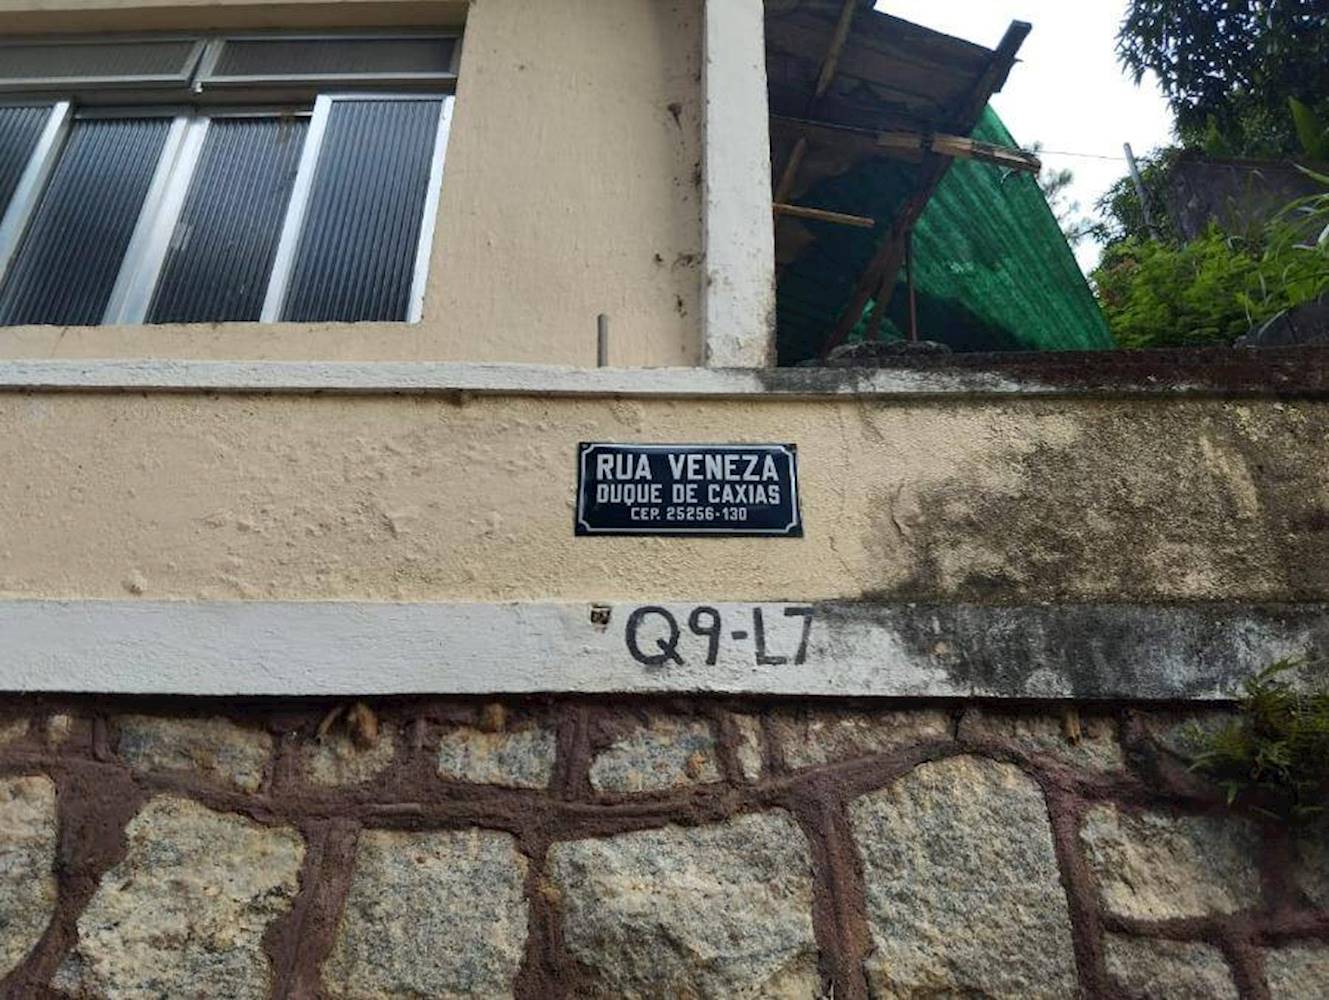 RUA VENEZA
DUQUE DE CAXIAS
CEP. 25256-130
Q9-L7